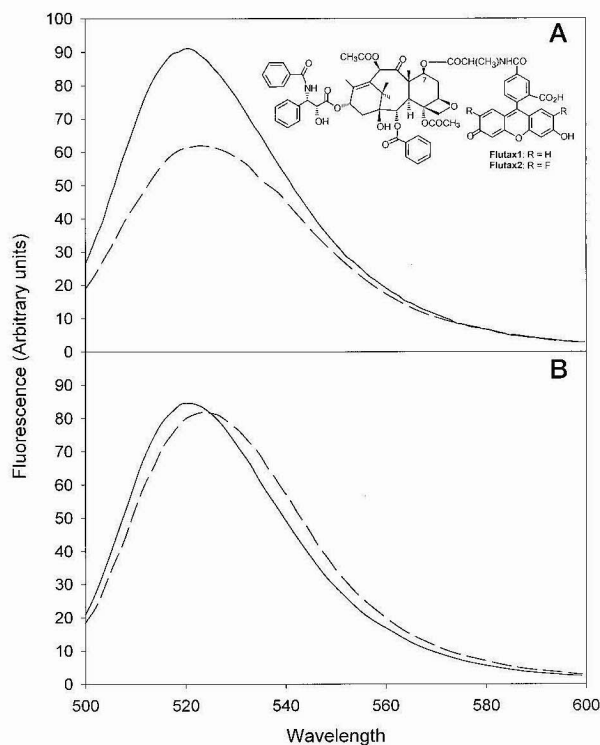 Fluorescence (Arbitrary units)
100
90
80
70
60
50
40
30
20
10
0
A
O
NH
O
OH
O
CH₃COO
O
O
7
OCOCH(CH₃)NHCO
HO
O
O
H
OCOCH₃
O
CO₂H
R
R
O
O
OH
Flutax1: R = H
Flutax2: R = F
B
90
80
70
60
50
40
30
20
10
0
500
520
540
560
580
600
Wavelength